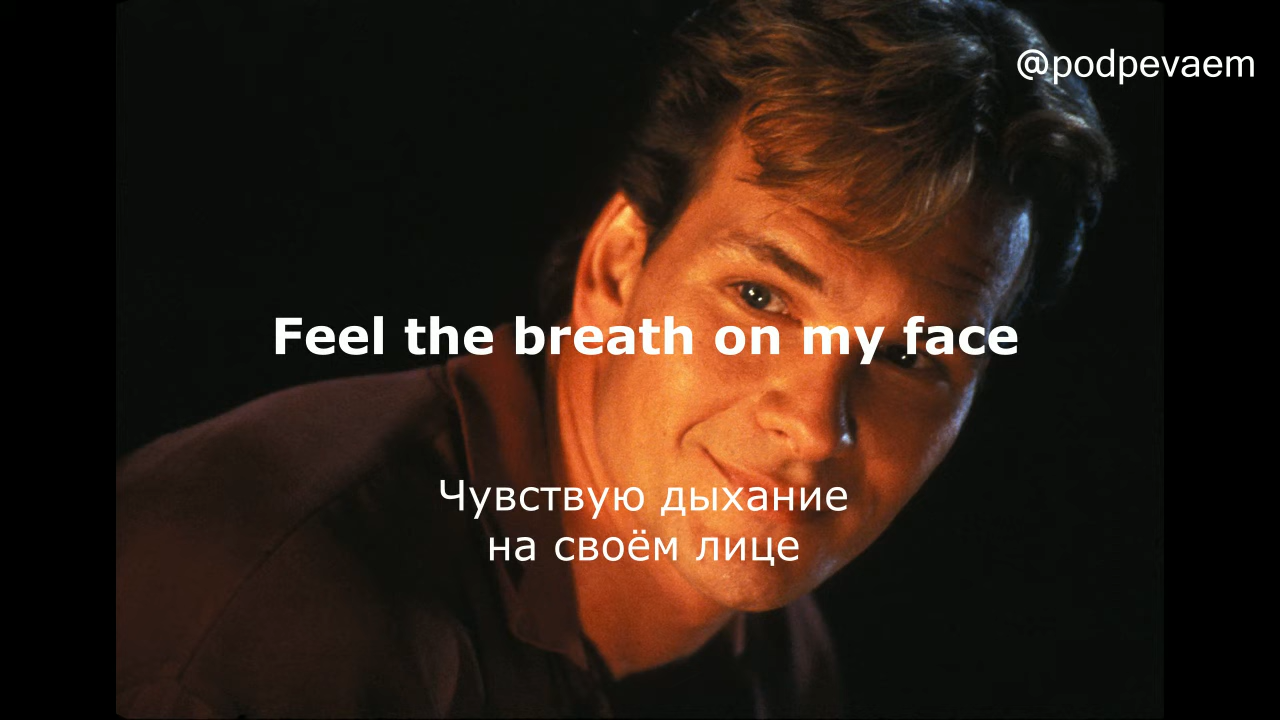 @podpevaem
Feel the breath on my face
Чувствую дыхание
на своём лице